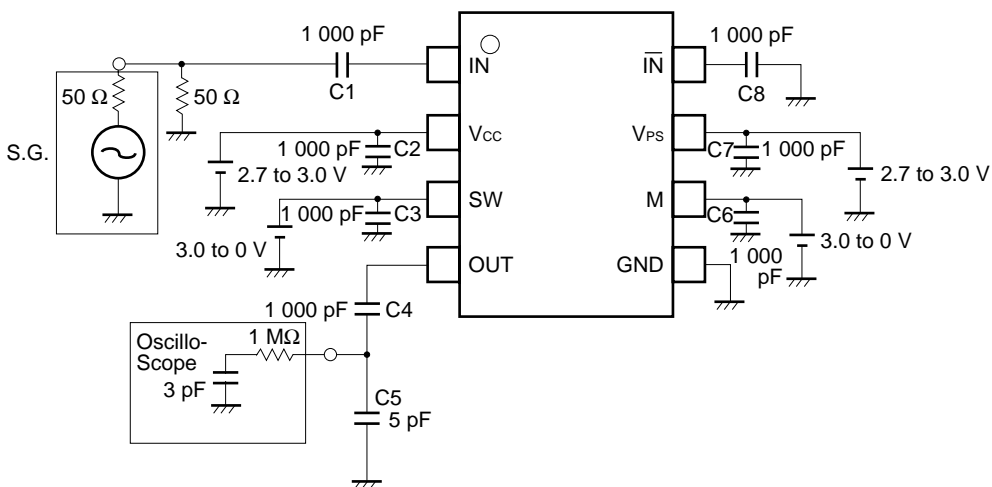 1 000 pF
C1
IN
50 Ω
50 Ω
S.G.
VCC
1 000 pF
C2
2.7 to 3.0 V
SW
1 000 pF
C3
3.0 to 0 V
OUT
1 000 pF
C4
Oscillo-
Scope
1 MΩ
3 pF
C5
5 pF
I̅N̅
1 000 pF
C8
VPS
C7
1 000 pF
2.7 to 3.0 V
M
C6
1 000
pF
3.0 to 0 V
GND